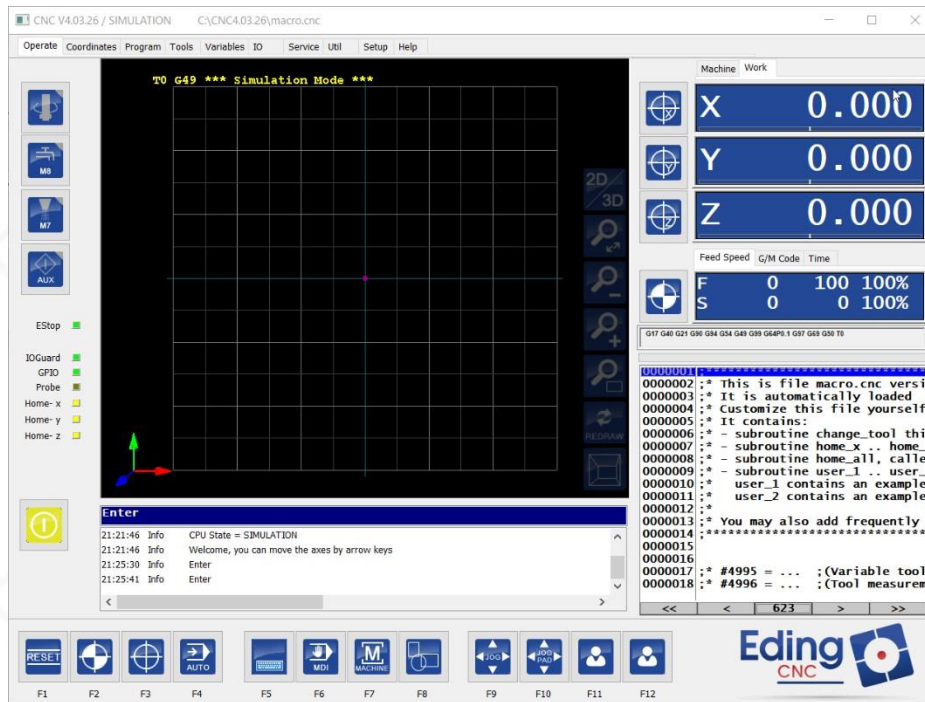 CNC V4.03.26 / SIMULATION C:\CNC4.03.26\macro.cnc
Operate Coordinates Program Tools Variables IO Service Util Setup Help
T0 G49 *** Simulation Mode ***
Machine Work
X 0.000
Y 0.000
Z 0.000
M8
M7
AUX
2D/3D
Feed Speed G/M Code Time
F 0 100 100%
S 0 0 100%
G17 G40 G21 G90 G94 G54 G49 G99 G64P0.1 G97 G69 G50 T0
EStop
IOGuard
GPIO
Probe
Home- x
Home- y
Home- z
REDRAW
0000001 ;******************************
0000002 ;* This is file macro.cnc versi
0000003 ;* It is automatically loaded
0000004 ;* Customize this file yourself
0000005 ;* It contains:
0000006 ;* - subroutine change_tool thi
0000007 ;* - subroutine home_x .. home_
0000008 ;* - subroutine home_all, calle
0000009 ;* - subroutine user_1 .. user_
0000010 ;* user_1 contains an example
0000011 ;* user_2 contains an example
0000012 ;*
0000013 ;* You may also add frequently
0000014 ;******************************
0000015
0000016
0000017 ;* #4995 = ... ;(Variable tool
0000018 ;* #4996 = ... ;(Tool measurem
<< < 623 > >>
Enter
21:21:46 Info CPU State = SIMULATION
21:21:46 Info Welcome, you can move the axes by arrow keys
21:25:30 Info Enter
21:25:41 Info Enter
RESET AUTO MDI MACHINE JOG JOG PAD
F1 F2 F3 F4 F5 F6 F7 F8 F9 F10 F11 F12
Eding
CNC